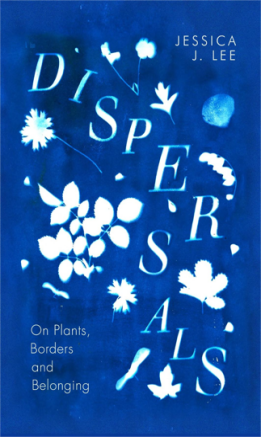 JESSICA
J. LEE
DISPERSALS
On Plants,
Borders
and
Belonging